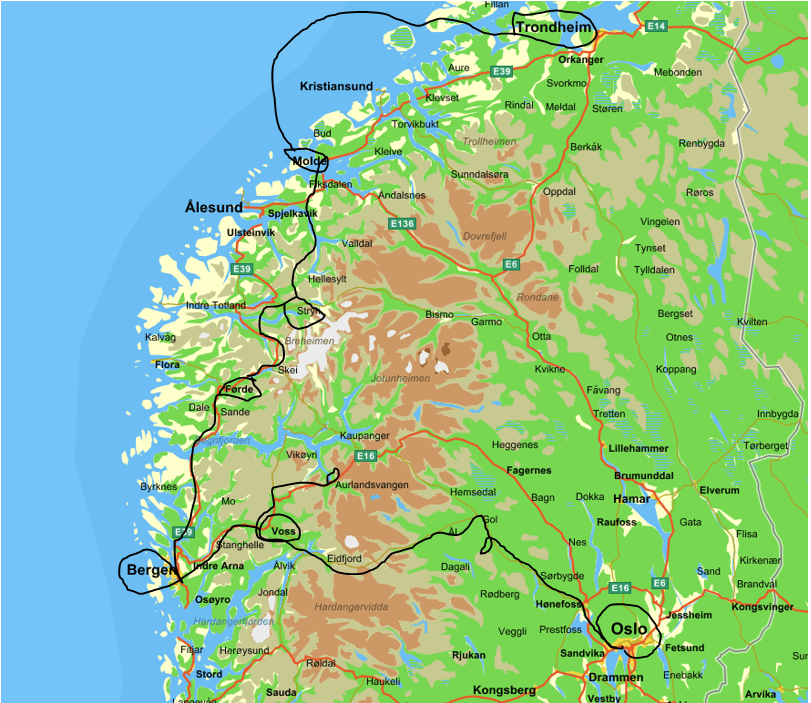 Fillan
Trondheim
E14
Orkanger
Aure
E39
Mebonden
Kristiansund
Svorkmo
Klevset
Rindal
Meldal
Støren
Torvikbukt
Bud
Trollheimen
Renbygda
Kleive
Berkåk
Molde
Sunndalsøra
Fiksdalen
Åndalsnes
Oppdal
Røros
Ålesund
Spjelkavik
E136
Vingelen
Ulsteinvik
Valldal
Dovrefjell
Tynset
E39
E6
Folldal
Tylldalen
Hellesylt
Rondane
Indre Totland
Stryn
Bismo
Garmo
Bergset
Kvilten
Kalvåg
Breheimen
Otta
Otnes
Flora
Skei
Kvikne
Koppang
Jotunheimen
Førde
Fåvang
Dale
Sande
Tretten
Innbygda
Sognfjorden
Kaupanger
Heggenes
Lillehammer
Tørberget
Vikøyri
E16
Fagernes
Brumunddal
Byrknes
Aurlandsvangen
Hemsedal
Bagn
Dokka
Hamar
Elverum
Mo
Raufoss
Gata
Gol
E39
Voss
Ål
Flisa
Stanghelle
Nes
Eidfjord
Kirkenær
Bergen
Indre Arna
Ålvik
Dagali
Sørbygde
Sand
Brandval
E16
E6
Osøyro
Jondal
Rødberg
Hønefoss
Kongsvinger
Hardangervidda
Jessheim
Hardangerfjorden
Veggli
Prestfoss
Oslo
Fitjar
Herøysund
Rjukan
Sandvika
Fetsund
Røldal
Stord
Haukeli
Drammen
Enebakk
Sauda
Kongsberg
Vestby
Arvika